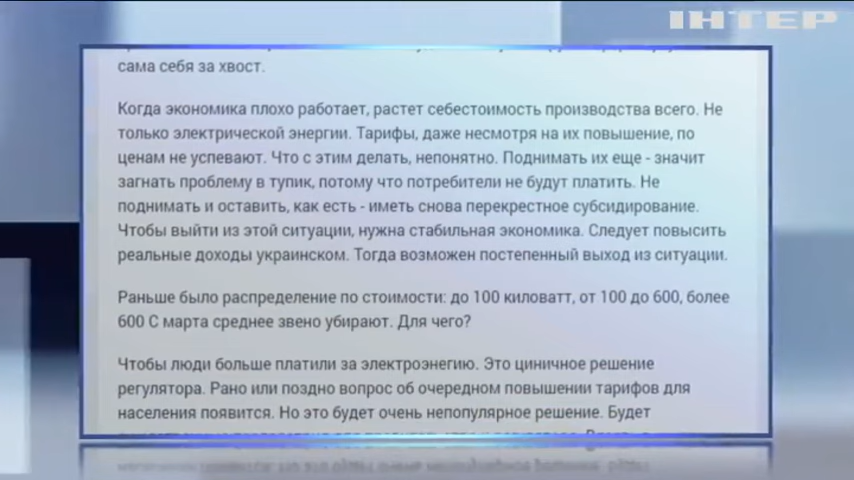 ІНТЕР
сама себя за хвост.
Когда экономика плохо работает, растет себестоимость производства всего. Не
только электрической энергии. Тарифы, даже несмотря на их повышение, по
ценам не успевают. Что с этим делать, непонятно. Поднимать их еще - значит
загнать проблему в тупик, потому что потребители не будут платить. Не
поднимать и оставить, как есть - иметь снова перекрестное субсидирование.
Чтобы выйти из этой ситуации, нужна стабильная экономика. Следует повысить
реальные доходы украинском. Тогда возможен постепенный выход из ситуации.
Раньше было распределение по стоимости: до 100 киловатт, от 100 до 600, более
600 С марта среднее звено убирают. Для чего?
Чтобы люди больше платили за электроэнегию. Это циничное решение
регулятора. Рано или поздно вопрос об очередном повышении тарифов для
населения появится. Но это будет очень непопулярное решение. Будет